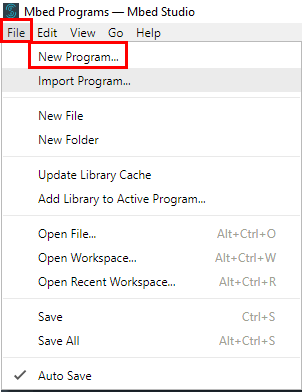 Mbed Programs — Mbed Studio
File Edit View Go Help
New Program...
Import Program...
New File
New Folder
Update Library Cache
Add Library to Active Program...
Open File... Alt+Ctrl+O
Open Workspace... Alt+Ctrl+W
Open Recent Workspace... Alt+Ctrl+R
Save Ctrl+S
Save All Alt+Ctrl+S
Auto Save